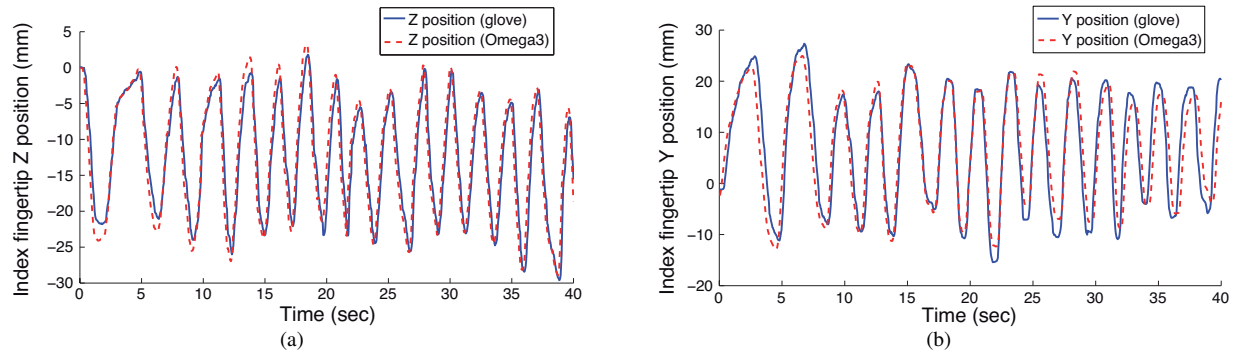 Z position (glove)
Z position (Omega3)
Index fingertip Z position (mm)
5
0
−5
−10
−15
−20
−25
−30
0 5 10 15 20 25 30 35 40
Time (sec)
(a)
Y position (glove)
Y position (Omega3)
Index fingertip Y position (mm)
30
20
10
0
−10
−20
0 5 10 15 20 25 30 35 40
Time (sec)
(b)